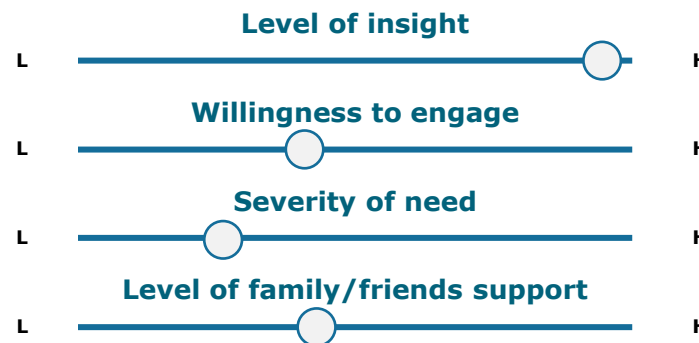 Level of insight
L H
Willingness to engage
L H
Severity of need
L H
Level of family/friends support
L H